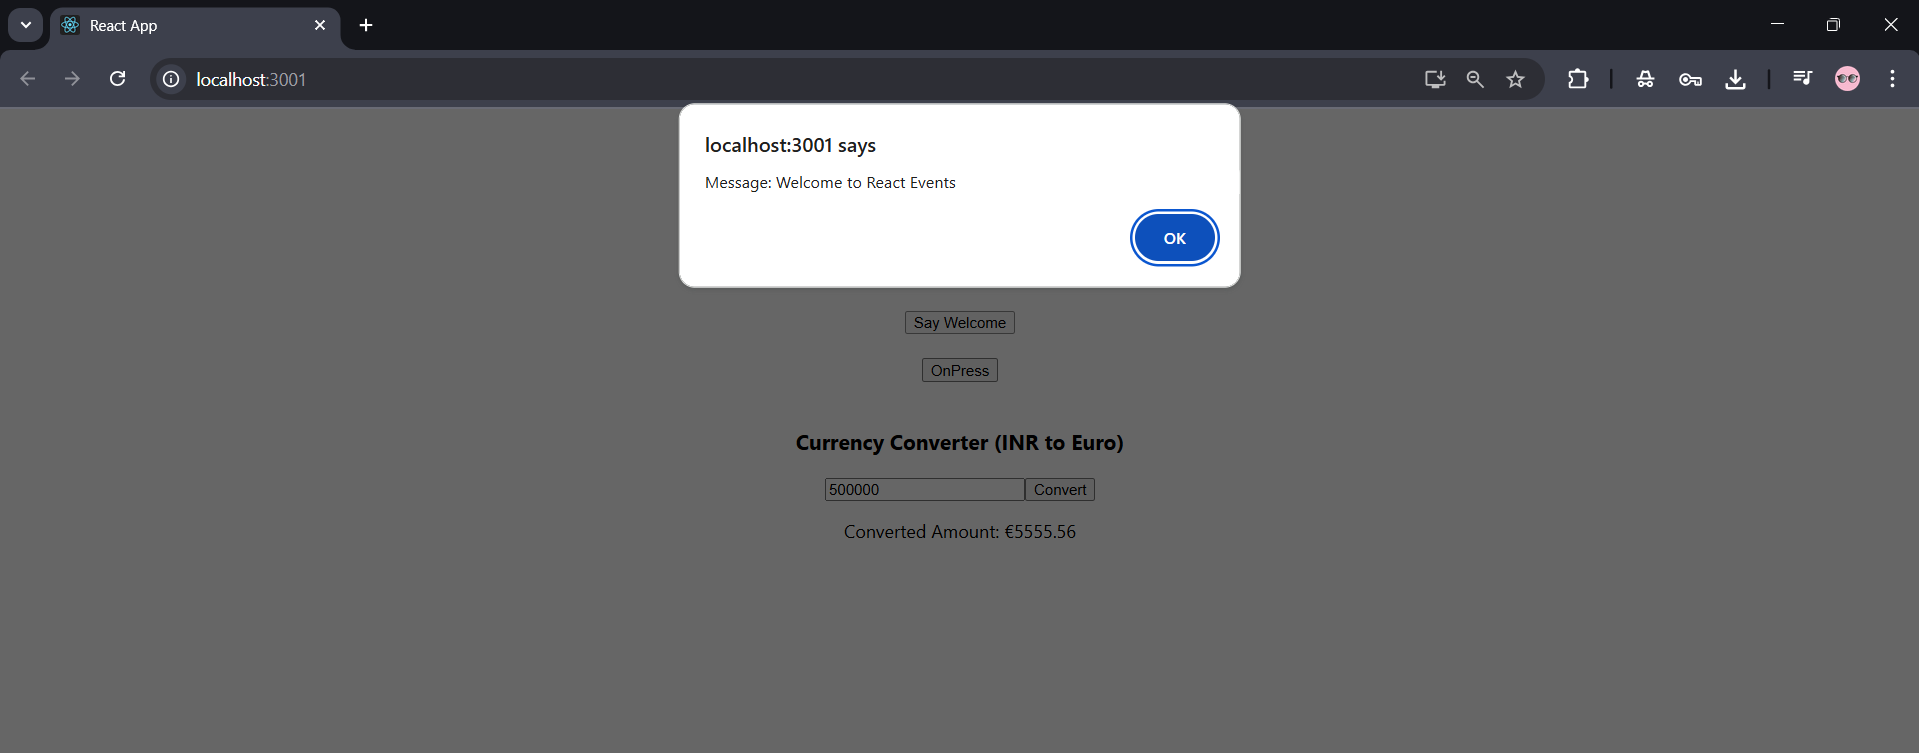 React App
localhost:3001
localhost:3001 says
Message: Welcome to React Events
OK
Say Welcome
OnPress
Currency Converter (INR to Euro)
500000 Convert
Converted Amount: €5555.56